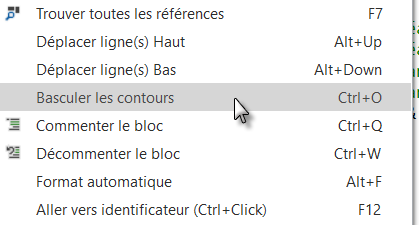 Trouver toutes les références F7
Déplacer ligne(s) Haut Alt+Up
Déplacer ligne(s) Bas Alt+Down
Basculer les contours Ctrl+O
Commenter le bloc Ctrl+Q
Décommenter le bloc Ctrl+W
Format automatique Alt+F
Aller vers identificateur (Ctrl+Click) F12